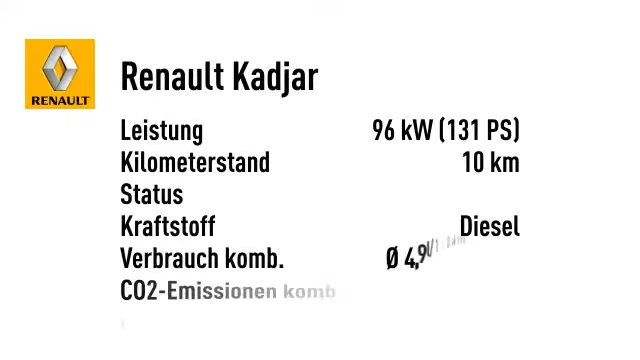 RENAULT
Renault Kadjar
Leistung 96 kW (131 PS)
Kilometerstand 10 km
Status
Kraftstoff Diesel
Verbrauch komb. Ø 4,9
CO2-Emissionen komb